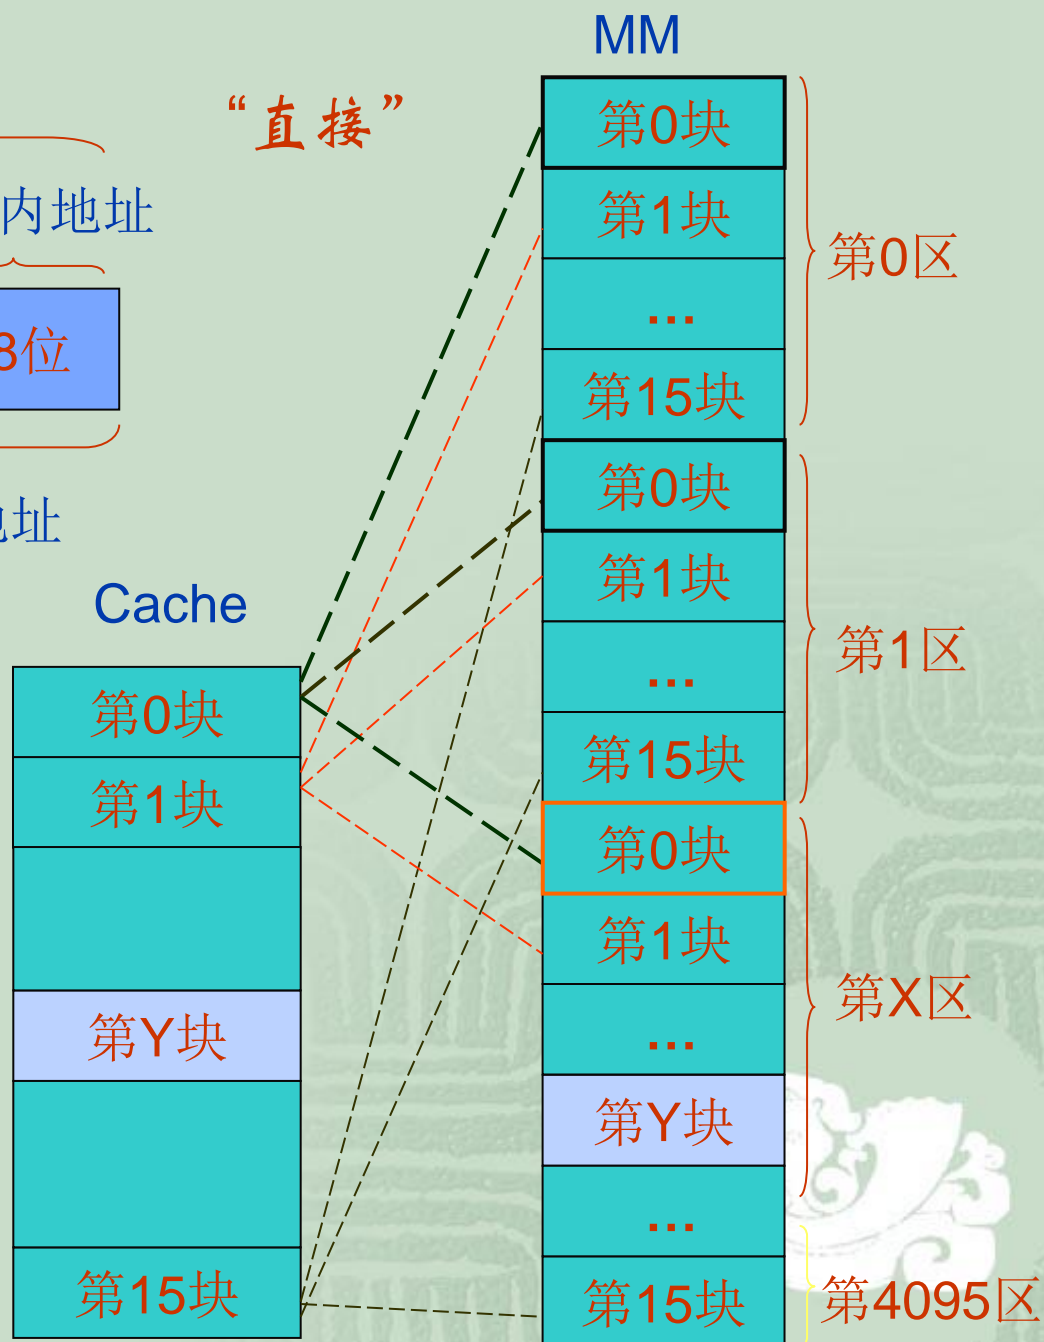 MM
“直接”
内地址
8位
地址
第0块
第1块
...
第15块
第0区
第0块
第1块
...
第15块
第1区
第0块
第1块
...
第Y块
...
第X区
第15块
第4095区
Cache
第0块
第1块
第Y块
第15块